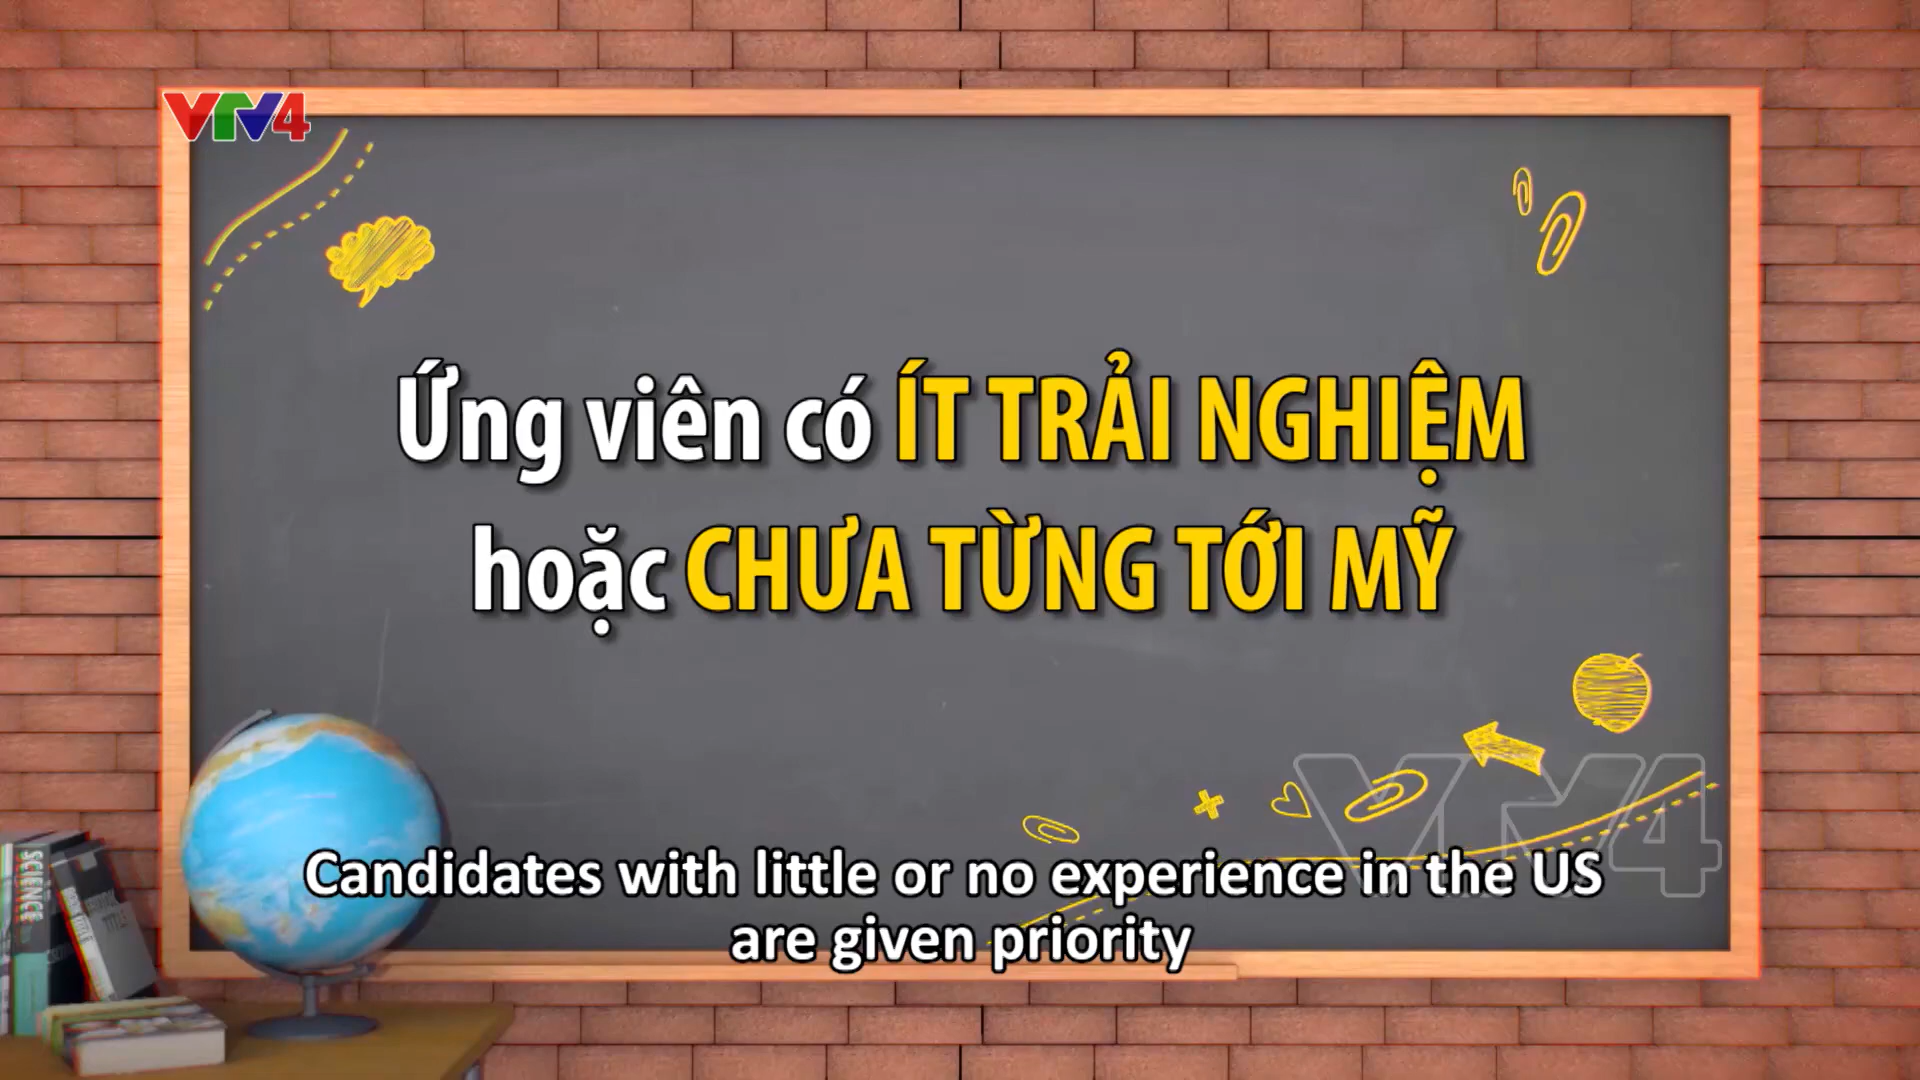 VTV4
Ứng viên có ÍT TRẢI NGHIỆM
hoặc CHƯA TỪNG TỚI MỸ
VTV4
SCIENCE
Candidates with little or no experience in the US
are given priority